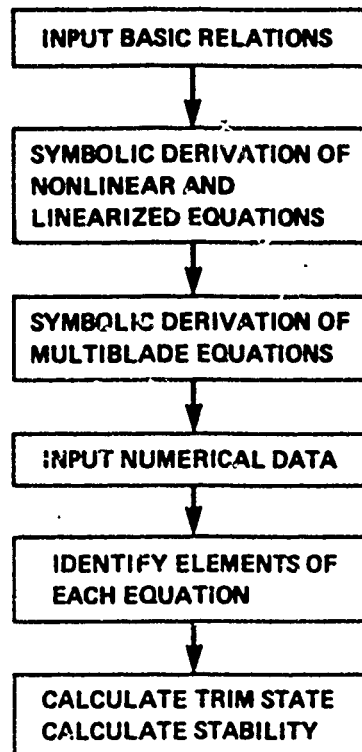 INPUT BASIC RELATIONS
SYMBOLIC DERIVATION OF
NONLINEAR AND
LINEARIZED EQUATIONS
SYMBOLIC DERIVATION OF
MULTIBLADE EQUATIONS
INPUT NUMERICAL DATA
IDENTIFY ELEMENTS OF
EACH EQUATION
CALCULATE TRIM STATE
CALCULATE STABILITY